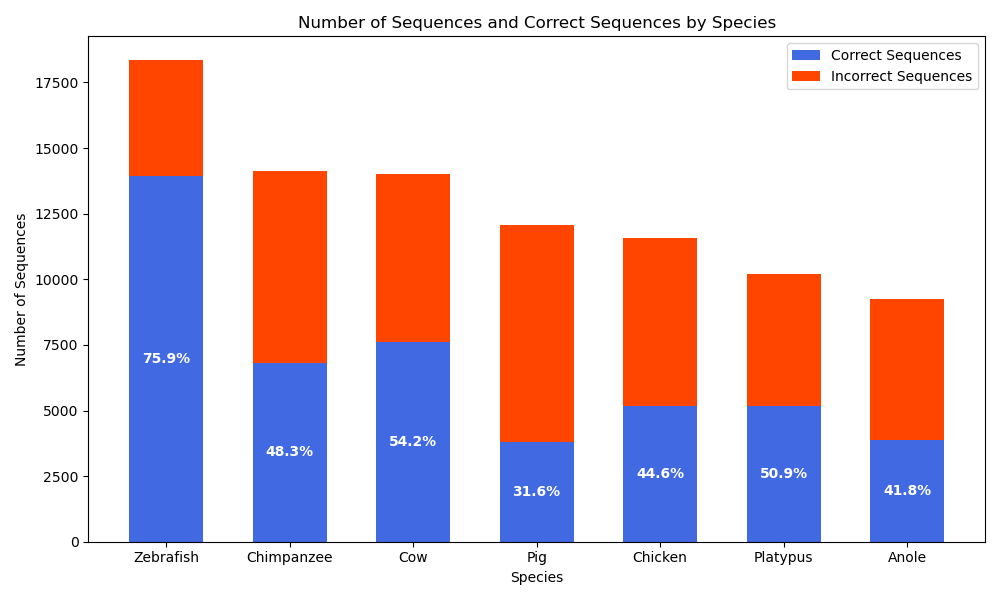 Number of Sequences and Correct Sequences by Species
Correct Sequences
Incorrect Sequences
Number of Sequences
17500
15000
12500
10000
7500
5000
2500
0
75.9%
48.3%
54.2%
31.6%
44.6%
50.9%
41.8%
Zebrafish
Chimpanzee
Cow
Pig
Chicken
Platypus
Anole
Species